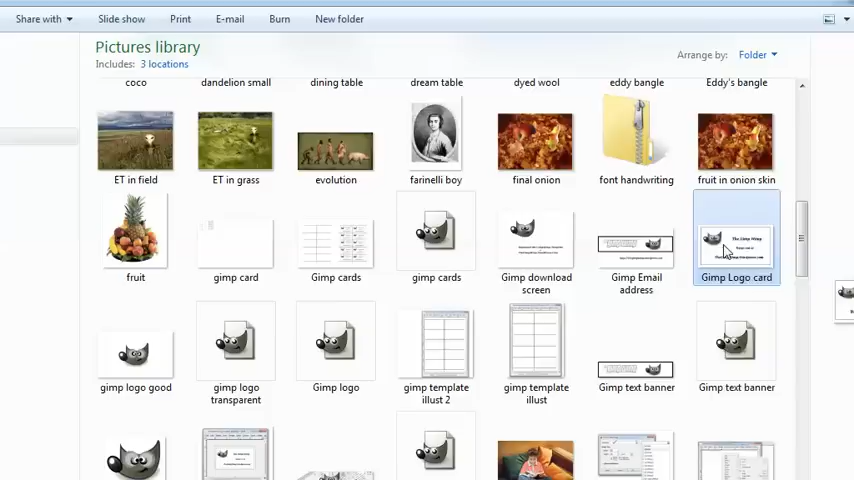 Share with Slide show Print E-mail Burn New folder
Pictures library
Includes: 3 locations
Arrange by: Folder
coco dandelion small dining table dream table dyed wool eddy bangle Eddy's bangle
ET in field ET in grass evolution farinelli boy final onion font handwriting fruit in onion skin
fruit gimp card Gimp cards gimp cards Gimp download screen Gimp Email address Gimp Logo card
gimp logo good gimp logo transparent Gimp logo gimp template illust 2 gimp template illust Gimp text banner Gimp text banner